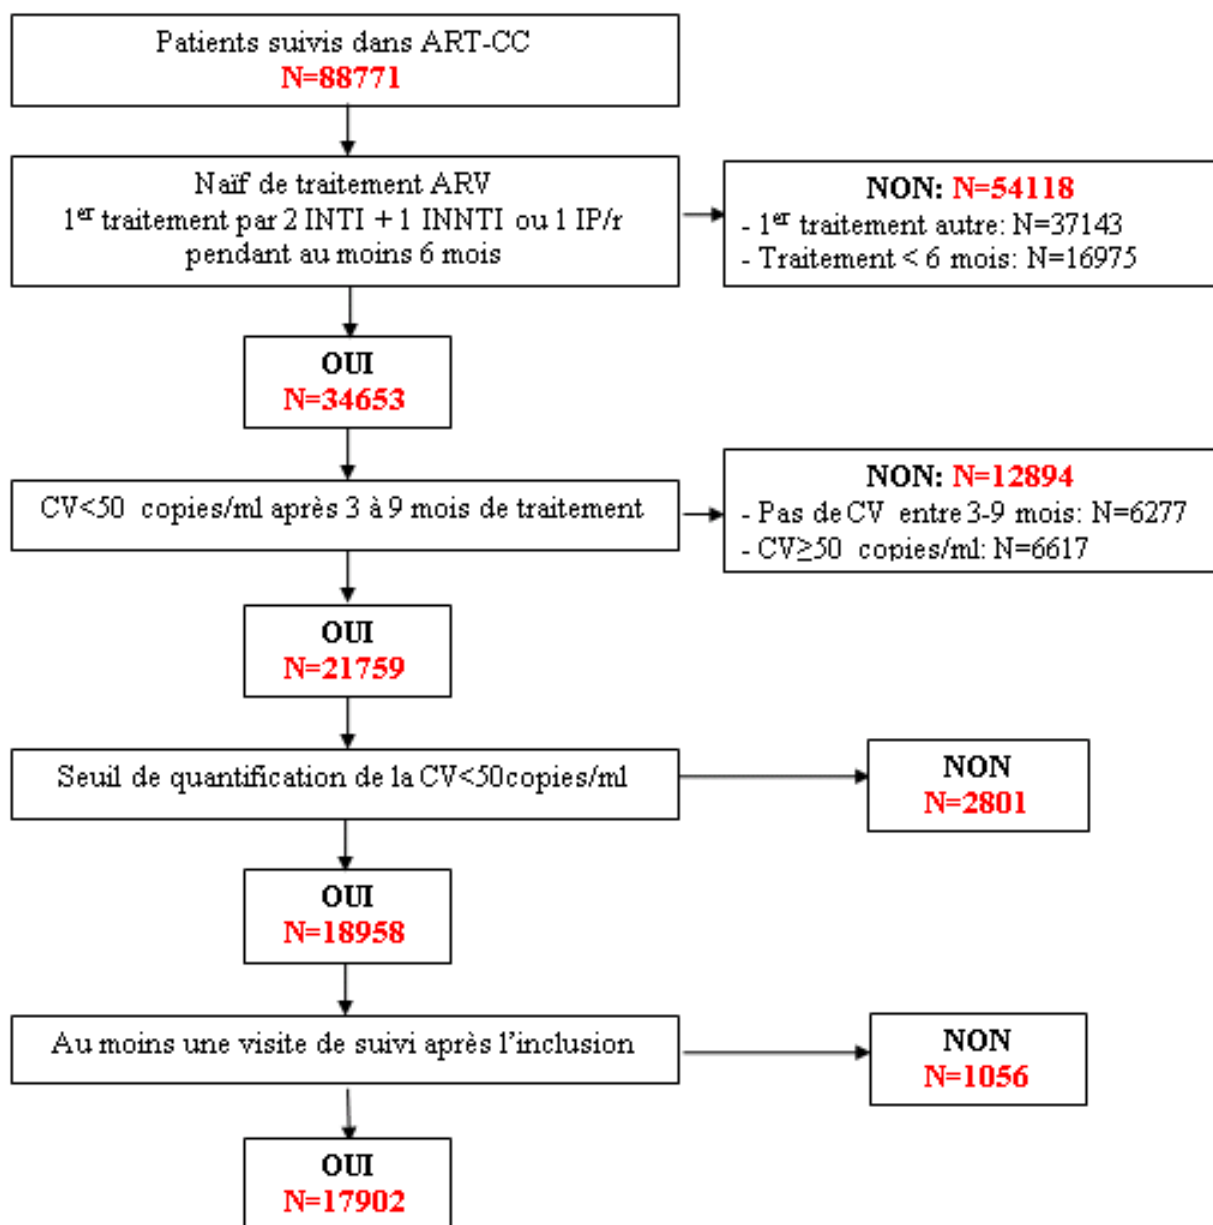 Patients suivis dans ART-CC
N=88771
Naïf de traitement ARV
1er traitement par 2 INTI + 1 INNTI ou 1 IP/r
pendant au moins 6 mois
NON: N=54118
- 1er traitement autre: N=37143
- Traitement < 6 mois: N=16975
OUI
N=34653
CV<50 copies/ml après 3 à 9 mois de traitement
NON: N=12894
- Pas de CV entre 3-9 mois: N=6277
- CV≥50 copies/ml: N=6617
OUI
N=21759
Seuil de quantification de la CV<50copies/ml
NON
N=2801
OUI
N=18958
Au moins une visite de suivi après l’inclusion
NON
N=1056
OUI
N=17902